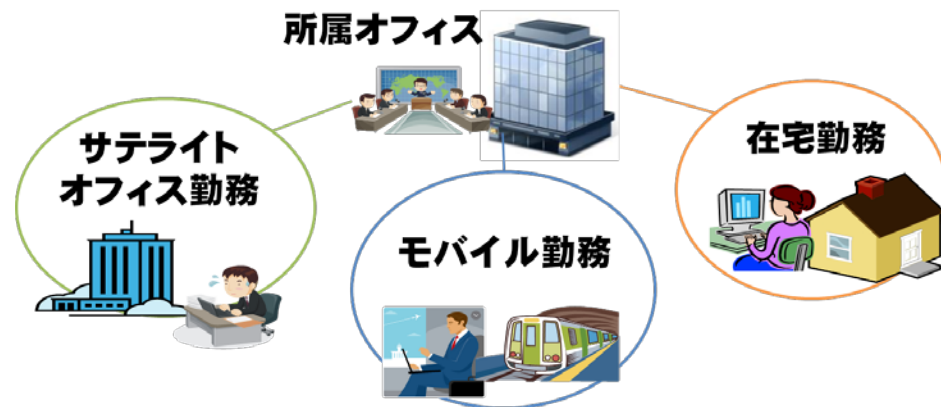 所属オフィス
サテライト
オフィス勤務
モバイル勤務
在宅勤務